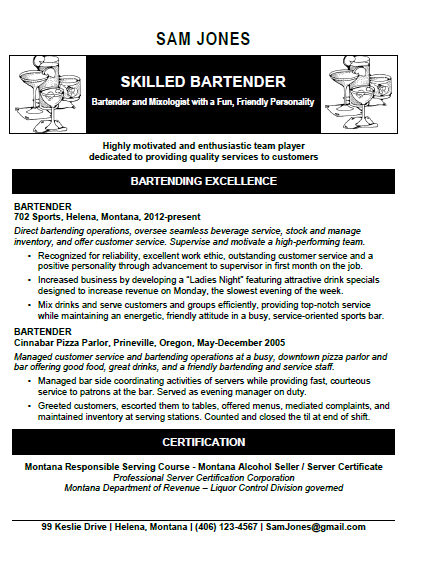 SAM JONES
SKILLED BARTENDER
Bartender and Mixologist with a Fun, Friendly Personality
Highly motivated and enthusiastic team player
dedicated to providing quality services to customers
BARTENDING EXCELLENCE
BARTENDER
702 Sports, Helena, Montana, 2012-present
Direct bartending operations, oversee seamless beverage service, stock and manage
inventory, and offer customer service. Supervise and motivate a high-performing team.
• Recognized for reliability, excellent work ethic, outstanding customer service and a
positive personality through advancement to supervisor in first month on the job.
• Increased business by developing a "Ladies Night" featuring attractive drink specials
designed to increase revenue on Monday, the slowest evening of the week.
• Mix drinks and serve customers and groups efficiently, providing top-notch service
while maintaining an energetic, friendly attitude in a busy, service-oriented sports bar.
BARTENDER
Cinnabar Pizza Parlor, Prineville, Oregon, May-December 2005
Managed customer service and bartending operations at a busy, downtown pizza parlor and
bar offering good food, great drinks, and a friendly bartending and service staff.
• Managed bar side coordinating activities of servers while providing fast, courteous
service to patrons at the bar. Served as evening manager on duty.
• Greeted customers, escorted them to tables, offered menus, mediated complaints, and
maintained inventory at serving stations. Counted and closed the til at end of shift.
CERTIFICATION
Montana Responsible Serving Course - Montana Alcohol Seller / Server Certificate
Professional Server Certification Corporation
Montana Department of Revenue – Liquor Control Division governed
99 Keslie Drive | Helena, Montana | (406) 123-4567 | SamJones@gmail.com